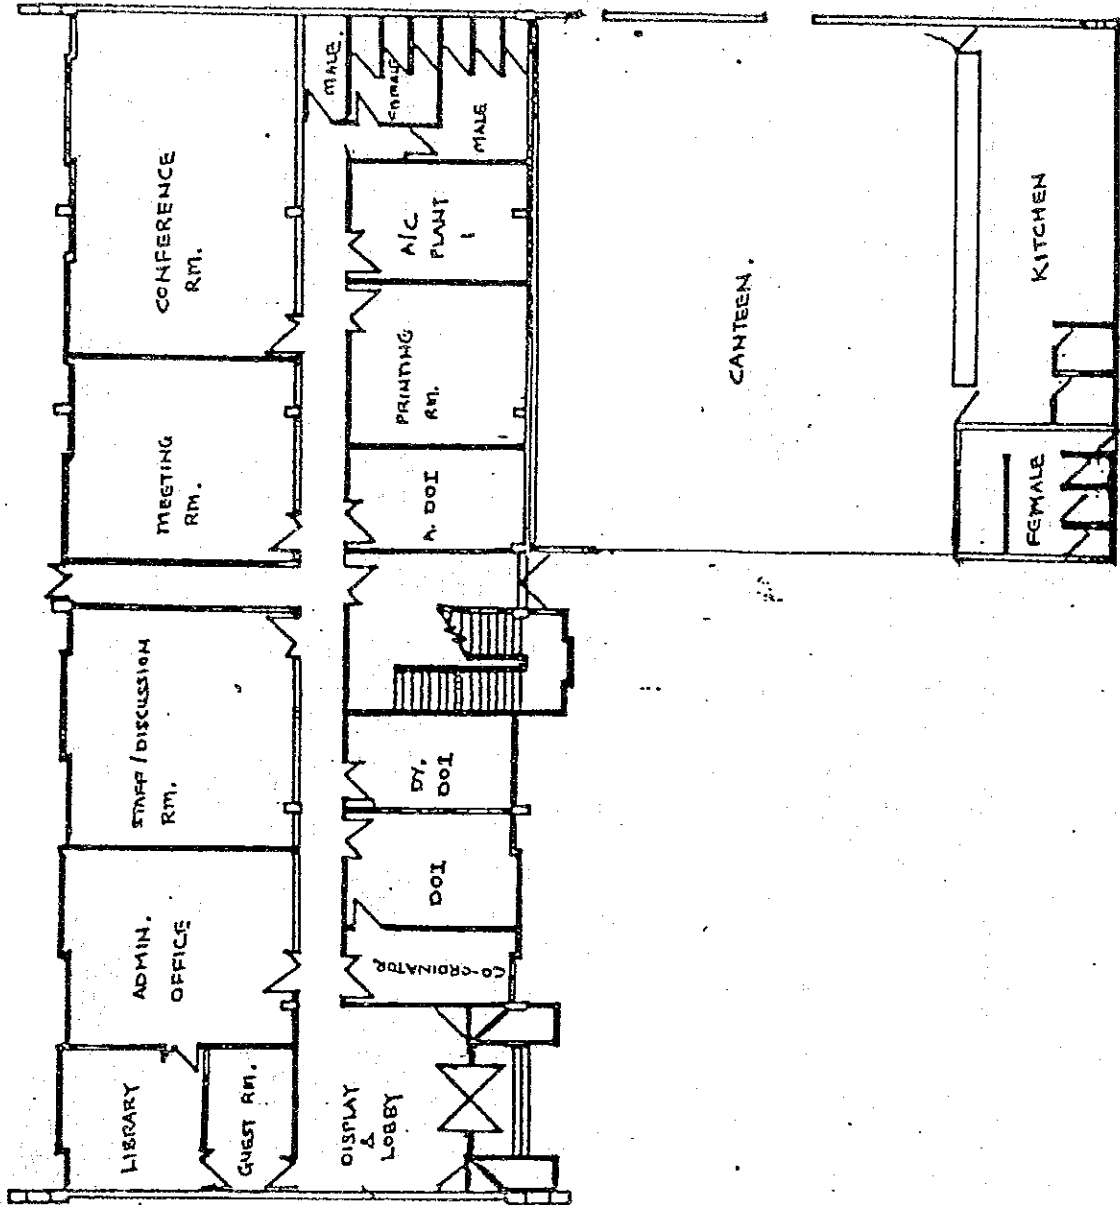 CONFERENCE
RM.
MALE.
FEMALE
MALE
A/C
PLANT
1
KITCHEN
CANTEEN.
MEETING
RM.
PRINTING
RM.
A. DOI
FEMALE
STAFF / DISCUSSION
RM.
DY.
DOI
ADMIN.
OFFICE
DOI
CO-ORDINATOR
LIBRARY
GUEST RM.
DISPLAY
&
LOBBY